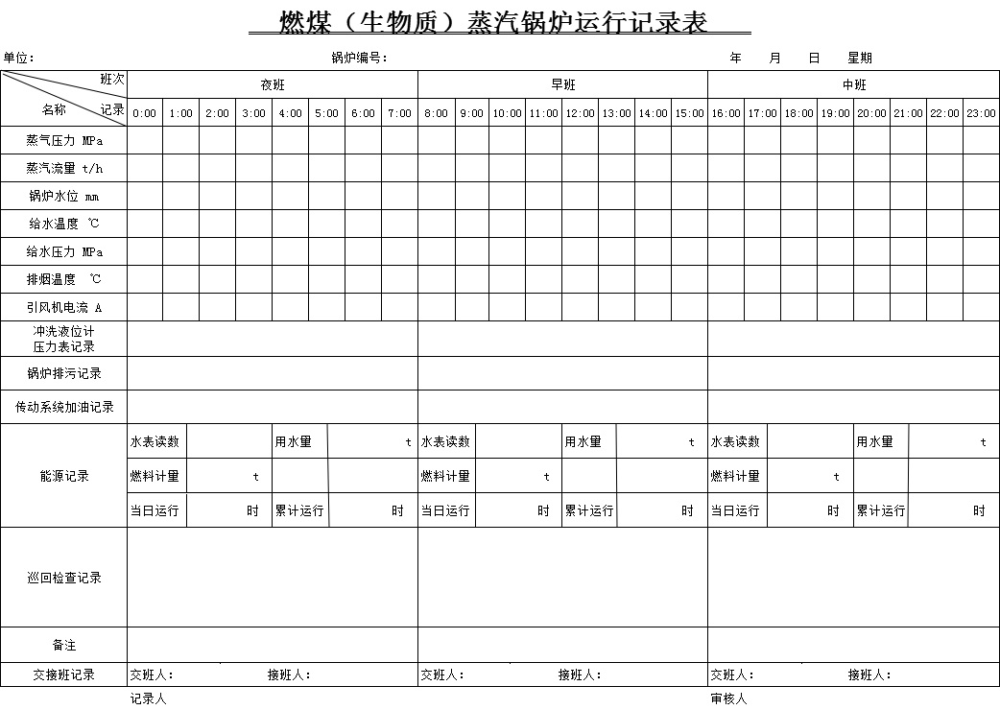 燃煤（生物质）蒸汽锅炉运行记录表
单位: 锅炉编号: 年 月 日 星期
班次 夜班 早班 中班
名称 记录 0:00 1:00 2:00 3:00 4:00 5:00 6:00 7:00 8:00 9:00 10:00 11:00 12:00 13:00 14:00 15:00 16:00 17:00 18:00 19:00 20:00 21:00 22:00 23:00
蒸气压力 MPa
蒸汽流量 t/h
锅炉水位 mm
给水温度 ℃
给水压力 MPa
排烟温度 ℃
引风机电流 A
冲洗液位计
压力表记录
锅炉排污记录
传动系统加油记录
能源记录
水表读数 用水量 t 水表读数 用水量 t 水表读数 用水量 t
燃料计量 t 燃料计量 t 燃料计量 t
当日运行 时 累计运行 时 当日运行 时 累计运行 时 当日运行 时 累计运行 时
巡回检查记录
备注
交接班记录 交班人: 接班人: 交班人: 接班人: 交班人: 接班人:
记录人 审核人